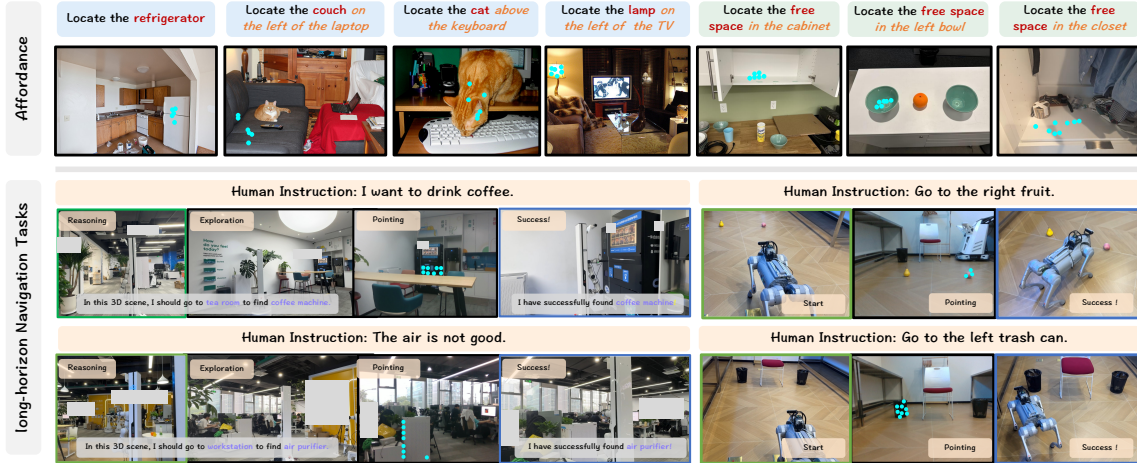 Affordance
Locate the refrigerator
Locate the couch on
the left of the laptop
Locate the cat above
the keyboard
Locate the lamp on
the left of the TV
Locate the free
space in the cabinet
Locate the free space
in the left bowl
Locate the free
space in the closet
long-horizon Navigation Tasks
Human Instruction: I want to drink coffee.
Reasoning
Exploration
Pointing
Success!
In this 3D scene, I should go to tea room to find coffee machine.
I have successfully found coffee machine
Human Instruction: Go to the right fruit.
Start
Pointing
Success !
Human Instruction: The air is not good.
Reasoning
Exploration
Pointing
Success!
In this 3D scene, I should go to workstation to find air purifier.
I have successfully found air purifier!
Human Instruction: Go to the left trash can.
Start
Pointing
Success !